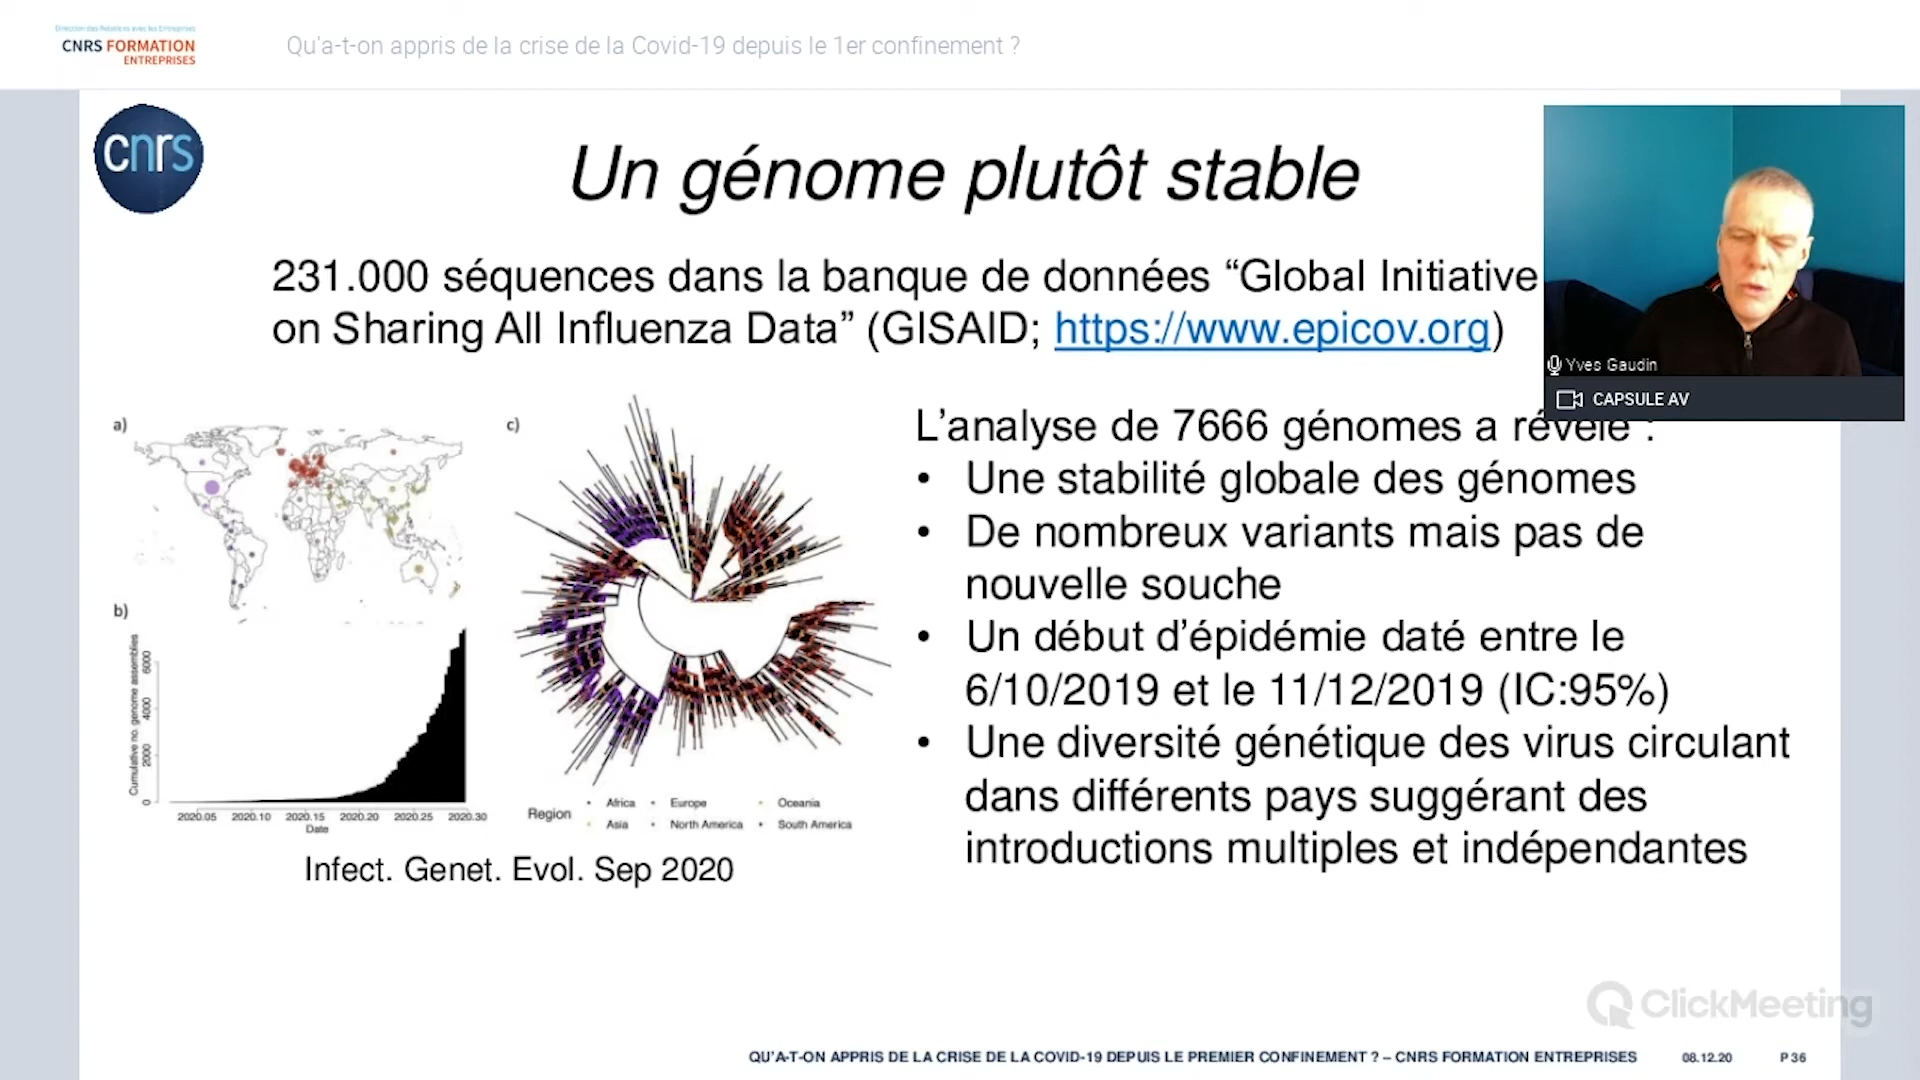 Direction des Relations avec les Entreprises
CNRS FORMATION
ENTREPRISES
Qu'a-t-on appris de la crise de la Covid-19 depuis le 1er confinement ?
cnrs
Un génome plutôt stable
231.000 séquences dans la banque de données “Global Initiative
on Sharing All Influenza Data” (GISAID; https://www.epicov.org)
Yves Gaudin
CAPSULE AV
a)
b)
Cumulative no. genome assemblies
0
2000
4000
6000
2020.05 2020.10 2020.15 2020.20 2020.25 2020.30
Date
c)
Region
Africa Europe Oceania
Asia North America South America
Infect. Genet. Evol. Sep 2020
L’analyse de 7666 génomes a révélé :
• Une stabilité globale des génomes
• De nombreux variants mais pas de
nouvelle souche
• Un début d’épidémie daté entre le
6/10/2019 et le 11/12/2019 (IC:95%)
• Une diversité génétique des virus circulant
dans différents pays suggérant des
introductions multiples et indépendantes
ClickMeeting
QU’A-T-ON APPRIS DE LA CRISE DE LA COVID-19 DEPUIS LE PREMIER CONFINEMENT ? – CNRS FORMATION ENTREPRISES 08.12.20 P 36